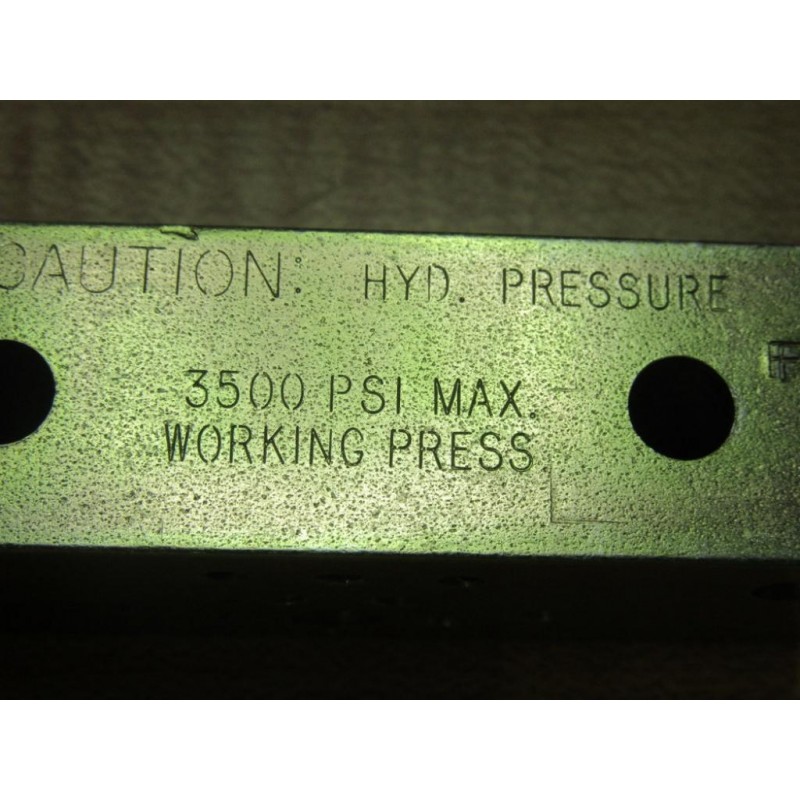 CAUTION: HYD. PRESSURE
3500 PSI MAX.
WORKING PRESS